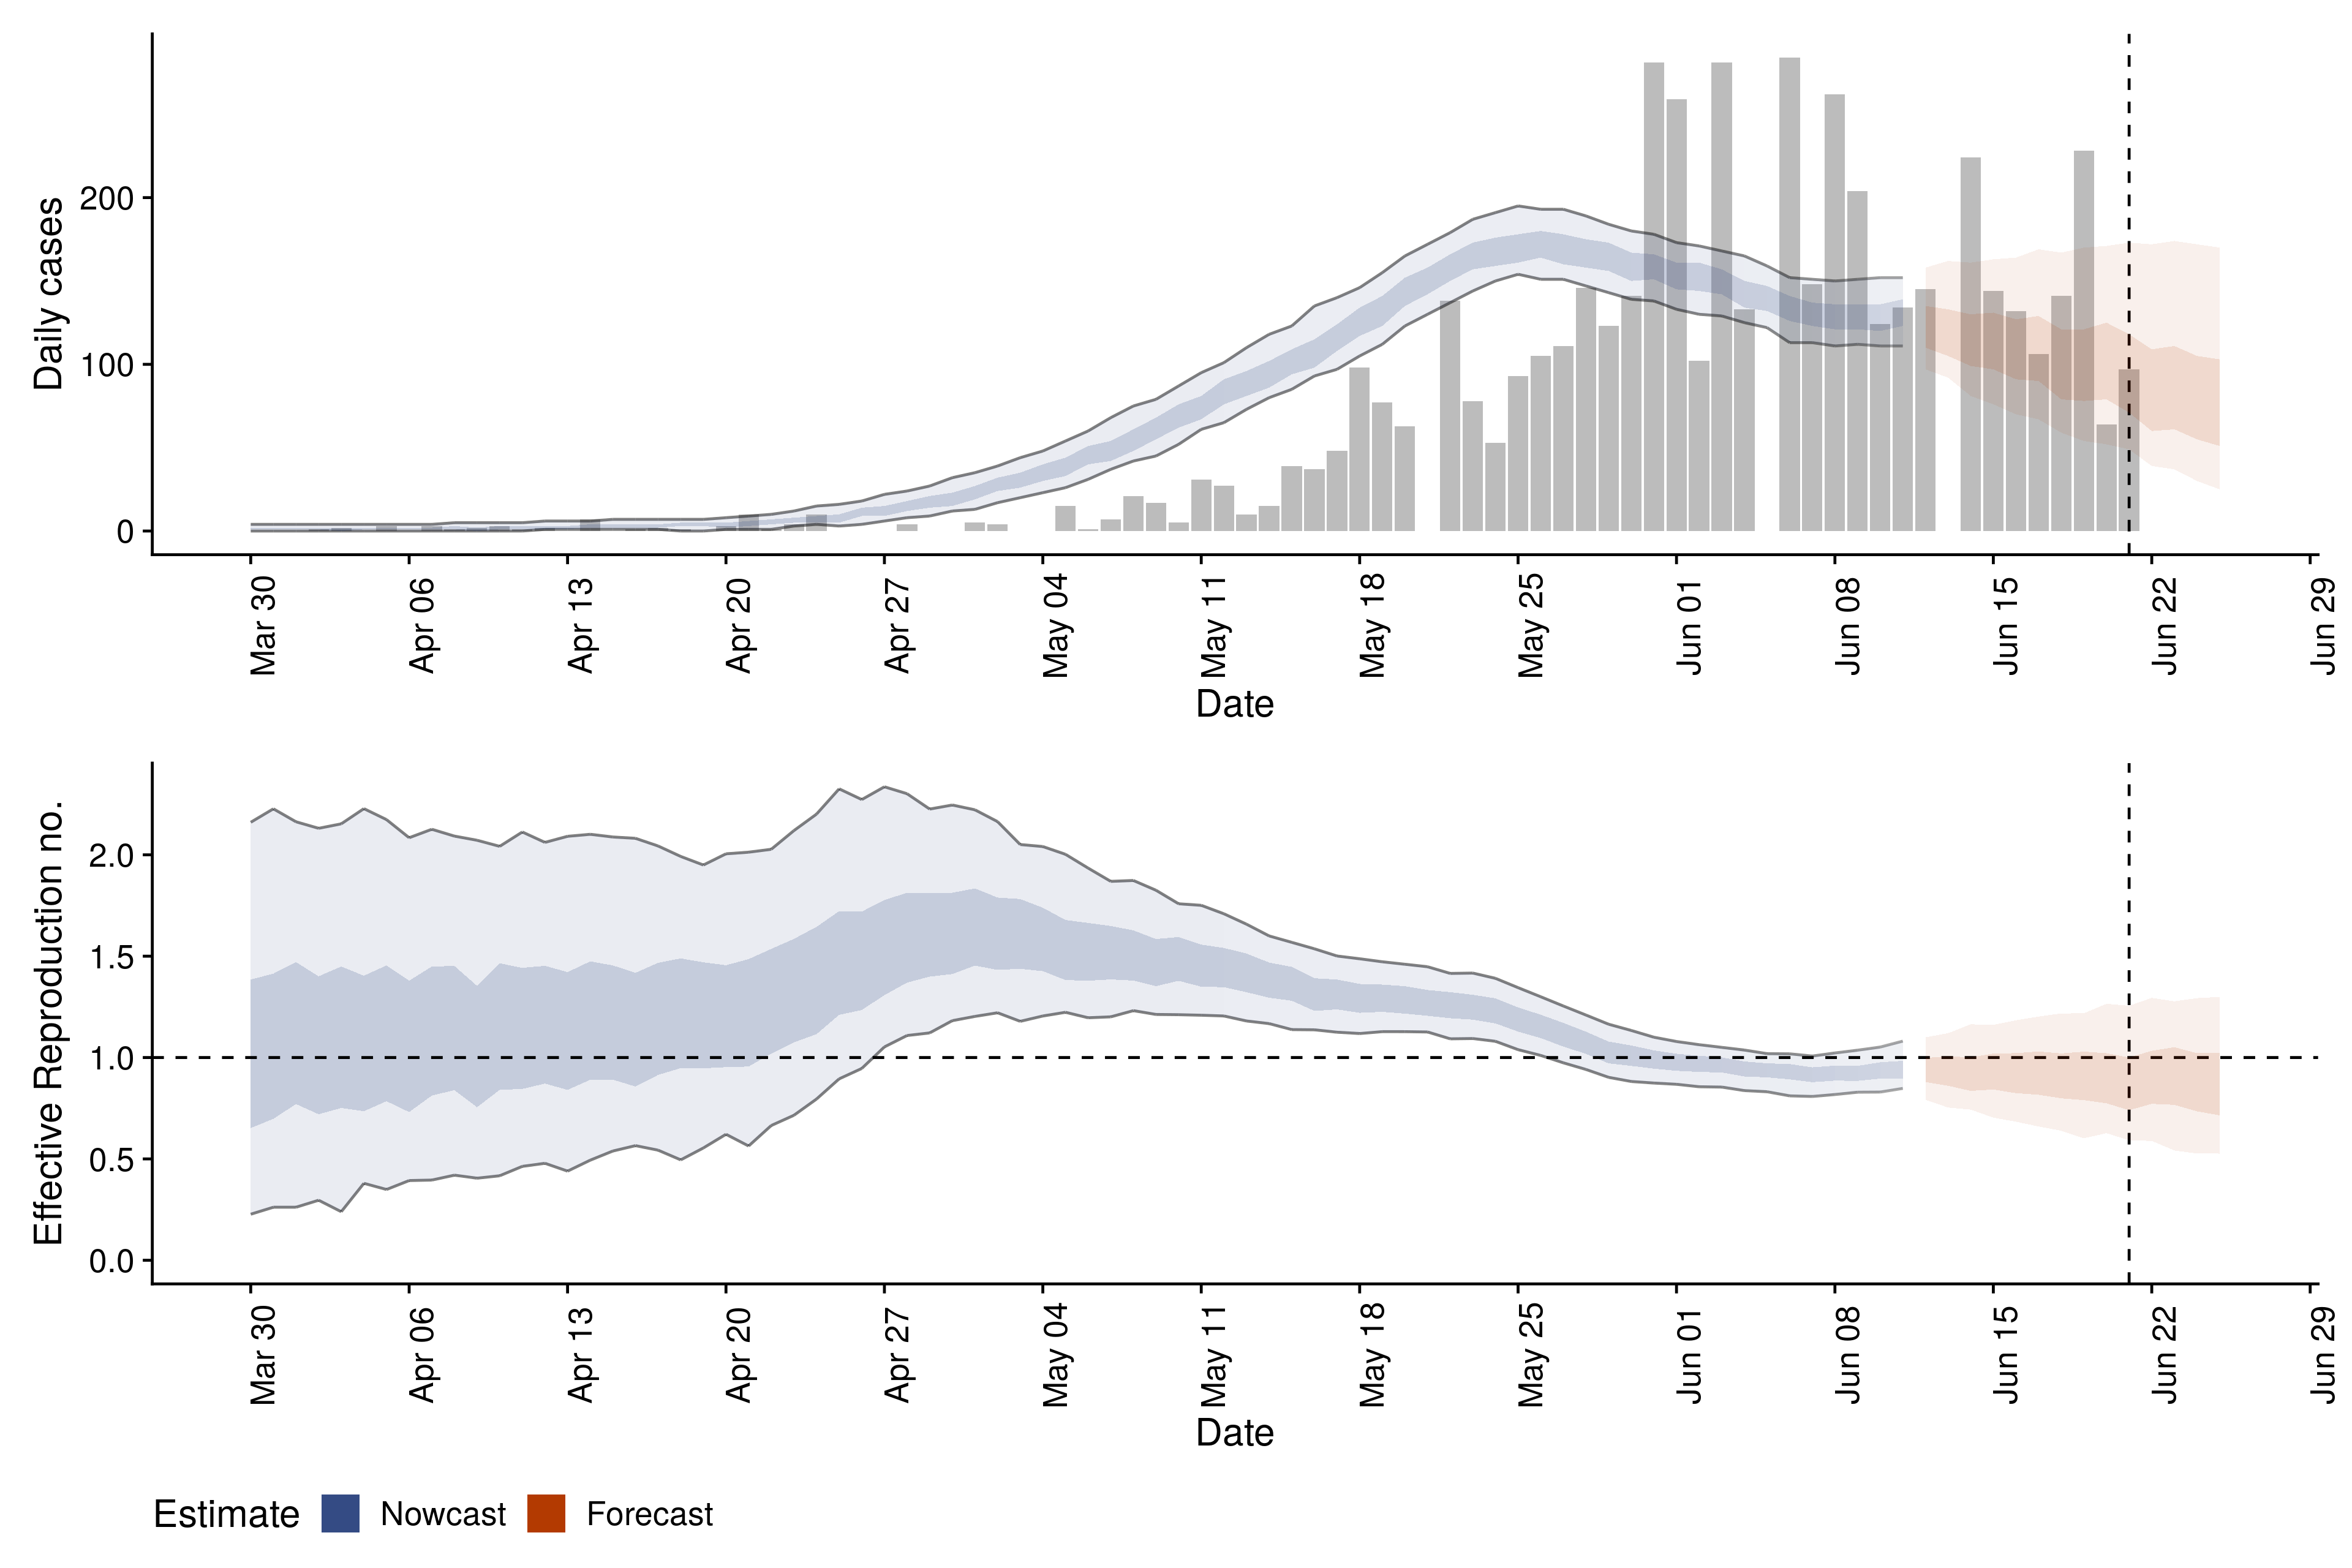 Daily cases
200
100
0
Mar 30
Apr 06
Apr 13
Apr 20
Apr 27
May 04
May 11
May 18
May 25
Jun 01
Jun 08
Jun 15
Jun 22
Jun 29
Date
Effective Reproduction no.
2.0
1.5
1.0
0.5
0.0
Mar 30
Apr 06
Apr 13
Apr 20
Apr 27
May 04
May 11
May 18
May 25
Jun 01
Jun 08
Jun 15
Jun 22
Jun 29
Date
Estimate Nowcast Forecast